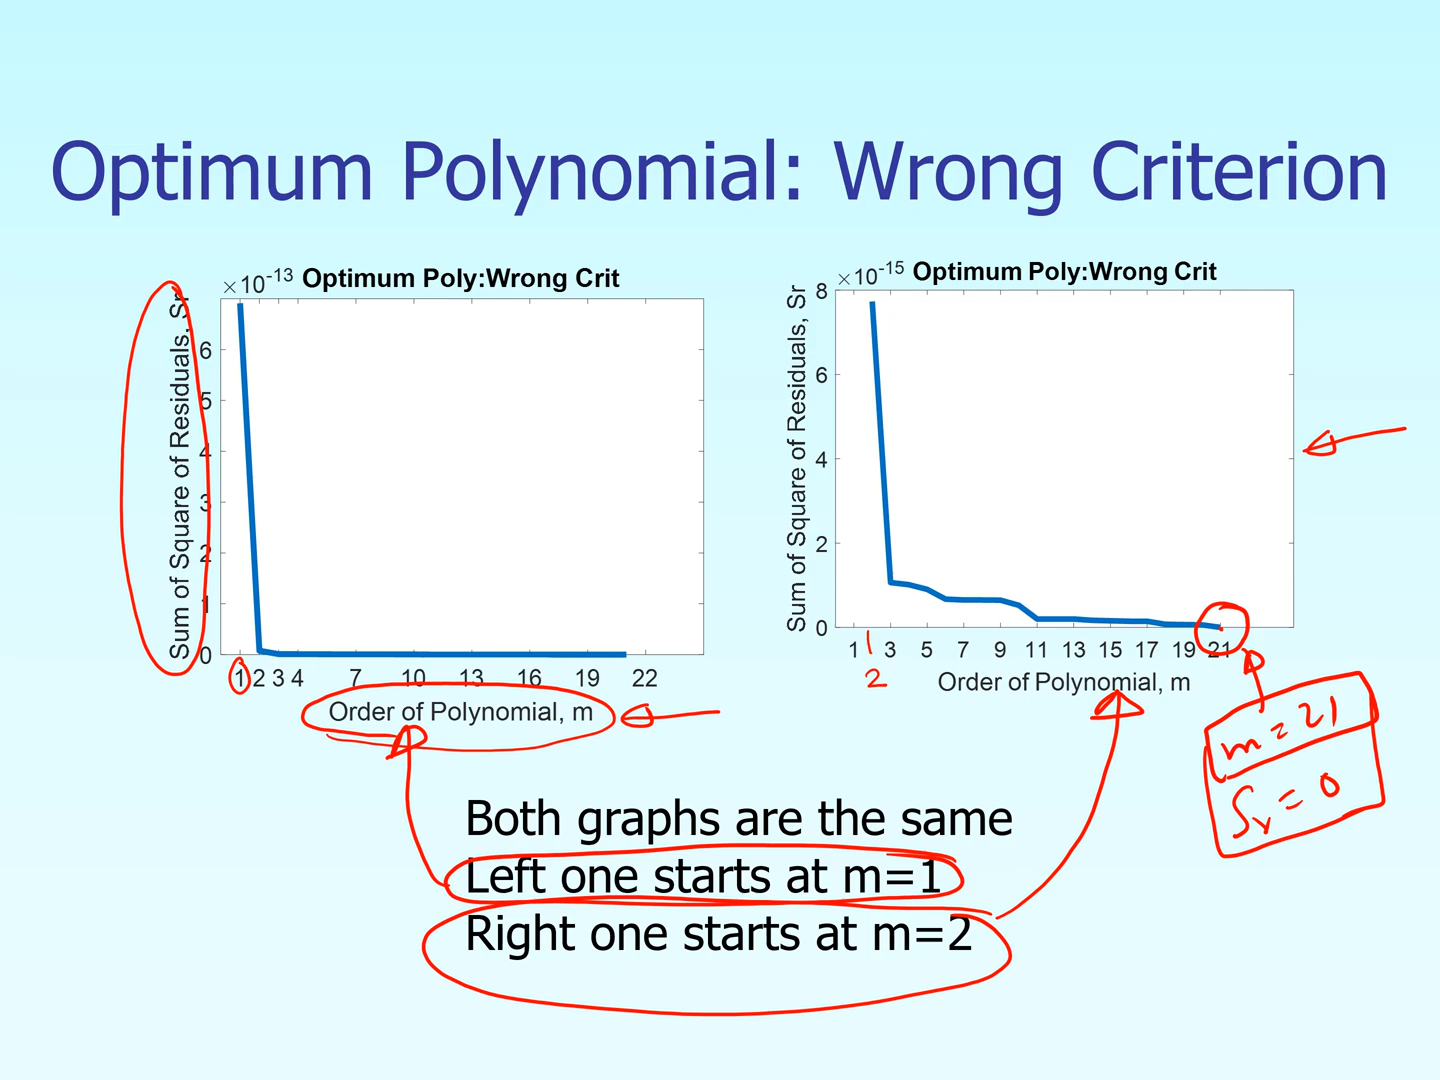 Optimum Polynomial: Wrong Criterion
×10-13 Optimum Poly:Wrong Crit
Sum of Square of Residuals, Sr
6
5
4
3
2
1
0
1 2 3 4 7 10 13 16 19 22
Order of Polynomial, m
×10-15 Optimum Poly:Wrong Crit
Sum of Square of Residuals, Sr
8
6
4
2
0
1 3 5 7 9 11 13 15 17 19 21
2
Order of Polynomial, m
m = 21
Sr = 0
Both graphs are the same
Left one starts at m=1
Right one starts at m=2